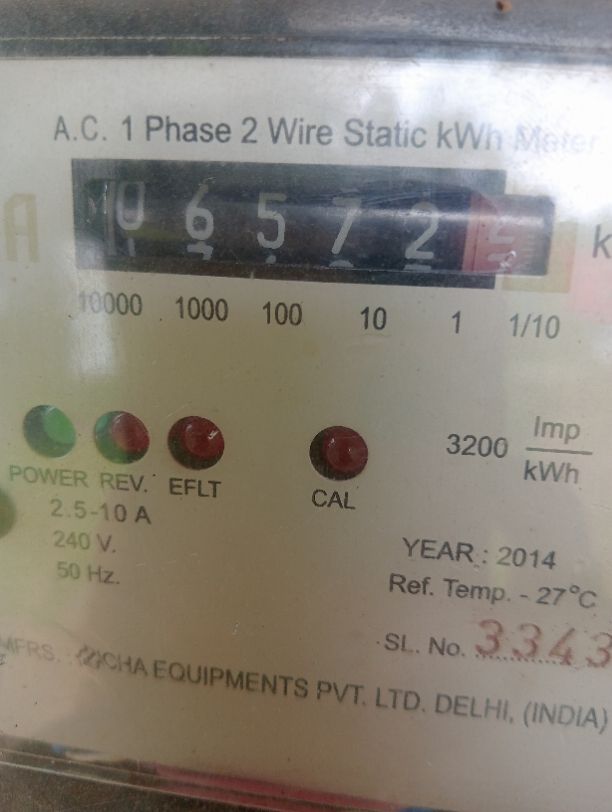 A.C. 1 Phase 2 Wire Static kWh Meter
0 6 5 7 2
10000 1000 100 10 1 1/10
3200 Imp/kWh
POWER REV. EFLT CAL
2.5-10 A
240 V.
50 Hz.
YEAR : 2014
Ref. Temp. - 27°C
SL. No. 3343
MFRS. : EQUIPMENTS PVT. LTD. DELHI, (INDIA)